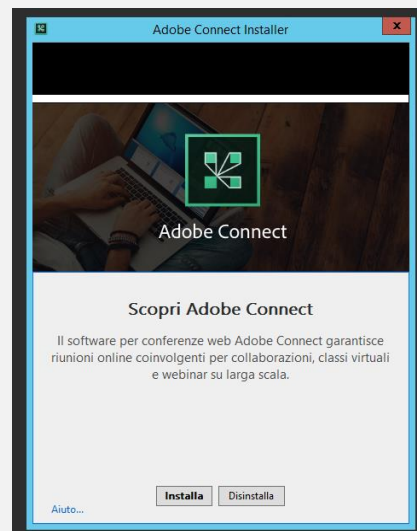 Adobe Connect Installer
x
Adobe Connect
Scopri Adobe Connect
Il software per conferenze web Adobe Connect garantisce
riunioni online coinvolgenti per collaborazioni, classi virtuali
e webinar su larga scala.
Installa Disinstalla
Aiuto...